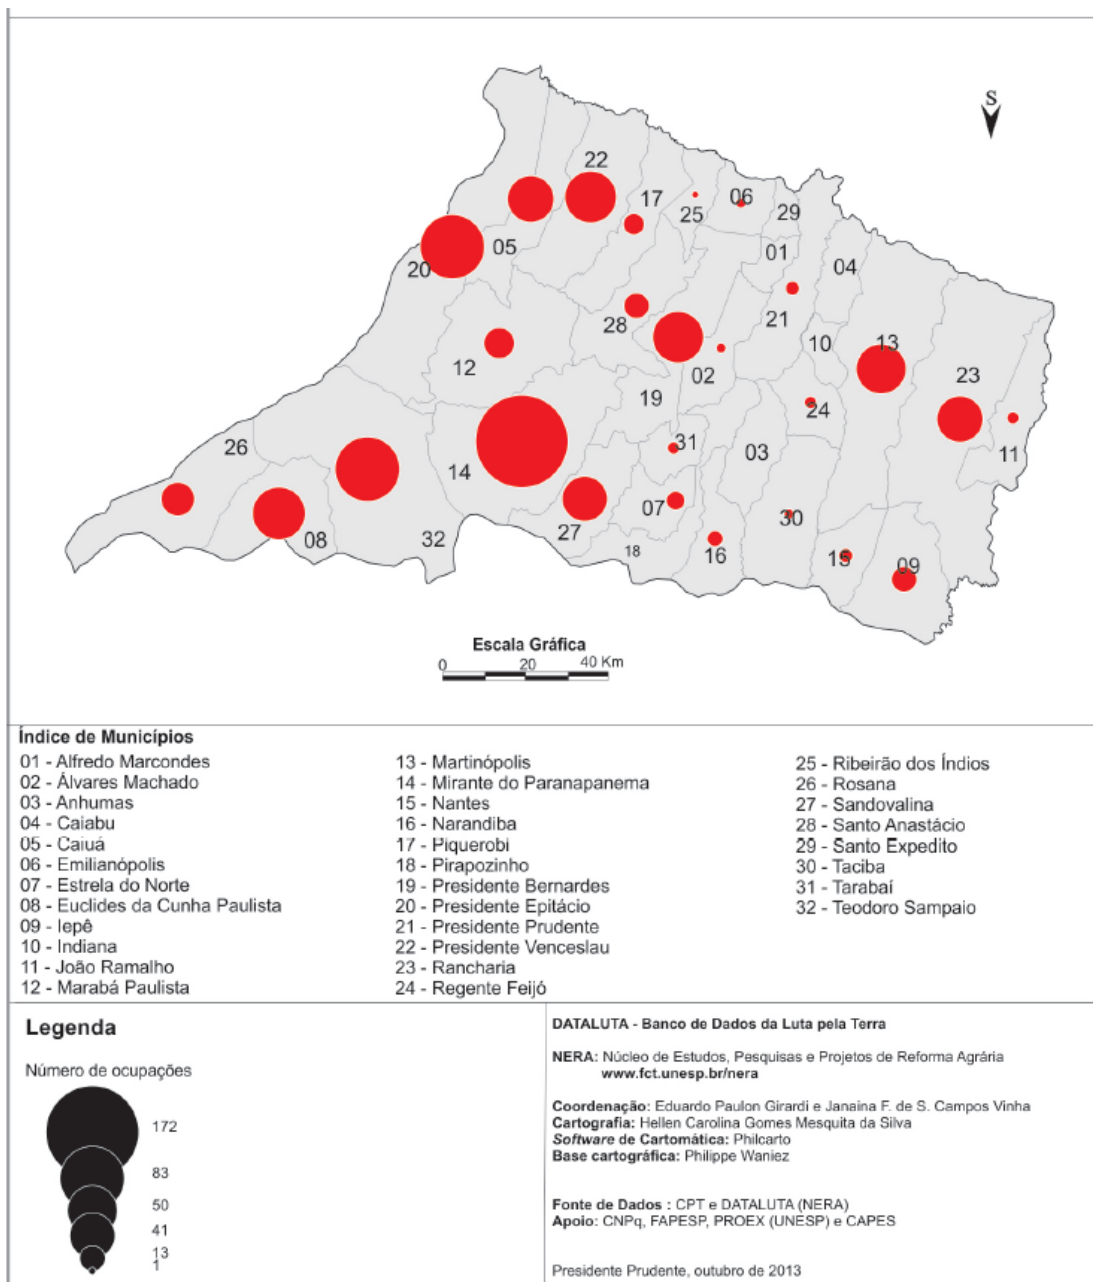 S
22
17
25
06
29
01
04
05
20
28
21
10
13
02
12
19
23
24
31
03
11
26
14
07
30
27
08
32
18
16
15
09
Escala Gráfica
0 20 40 Km
Índice de Municípios
01 - Alfredo Marcondes
02 - Álvares Machado
03 - Anhumas
04 - Caiabu
05 - Caiuá
06 - Emilianópolis
07 - Estrela do Norte
08 - Euclides da Cunha Paulista
09 - Iepê
10 - Indiana
11 - João Ramalho
12 - Marabá Paulista
13 - Martinópolis
14 - Mirante do Paranapanema
15 - Nantes
16 - Narandiba
17 - Piquerobi
18 - Pirapozinho
19 - Presidente Bernardes
20 - Presidente Epitácio
21 - Presidente Prudente
22 - Presidente Venceslau
23 - Rancharia
24 - Regente Feijó
25 - Ribeirão dos Índios
26 - Rosana
27 - Sandovalina
28 - Santo Anastácio
29 - Santo Expedito
30 - Taciba
31 - Tarabaí
32 - Teodoro Sampaio
Legenda
Número de ocupações
172
83
50
41
13
1
DATALUTA - Banco de Dados da Luta pela Terra
NERA: Núcleo de Estudos, Pesquisas e Projetos de Reforma Agrária
www.fct.unesp.br/nera
Coordenação: Eduardo Paulon Girardi e Janaina F. de S. Campos Vinha
Cartografia: Hellen Carolina Gomes Mesquita da Silva
Software de Cartomática: Philcarto
Base cartográfica: Philippe Waniez
Fonte de Dados : CPT e DATALUTA (NERA)
Apoio: CNPq, FAPESP, PROEX (UNESP) e CAPES
Presidente Prudente, outubro de 2013